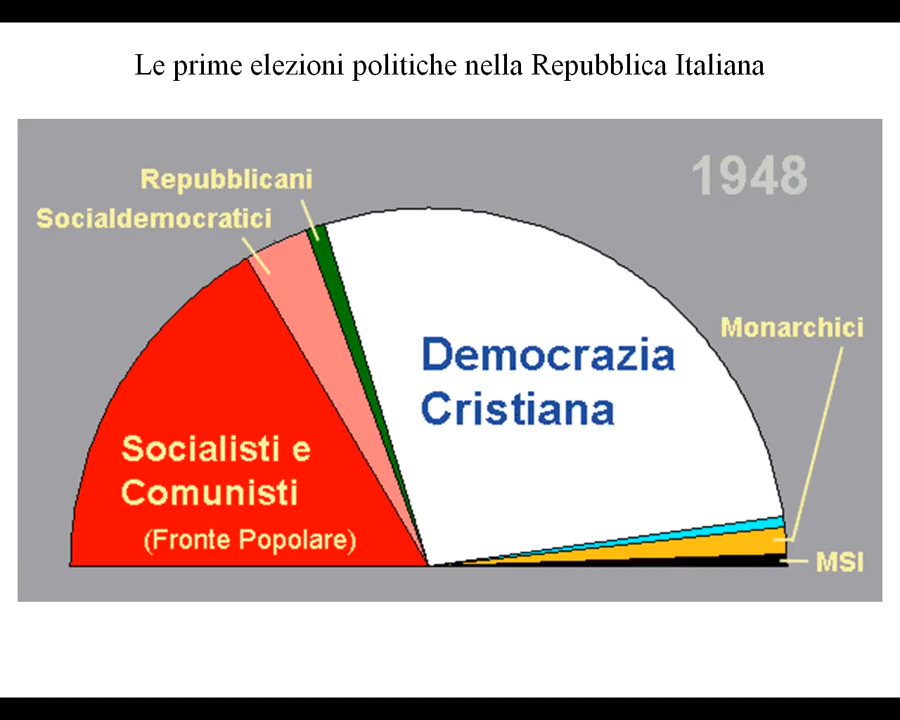 Le prime elezioni politiche nella Repubblica Italiana
1948
Repubblicani
Socialdemocratici
Monarchici
Democrazia
Cristiana
Socialisti e
Comunisti
(Fronte Popolare)
MSI